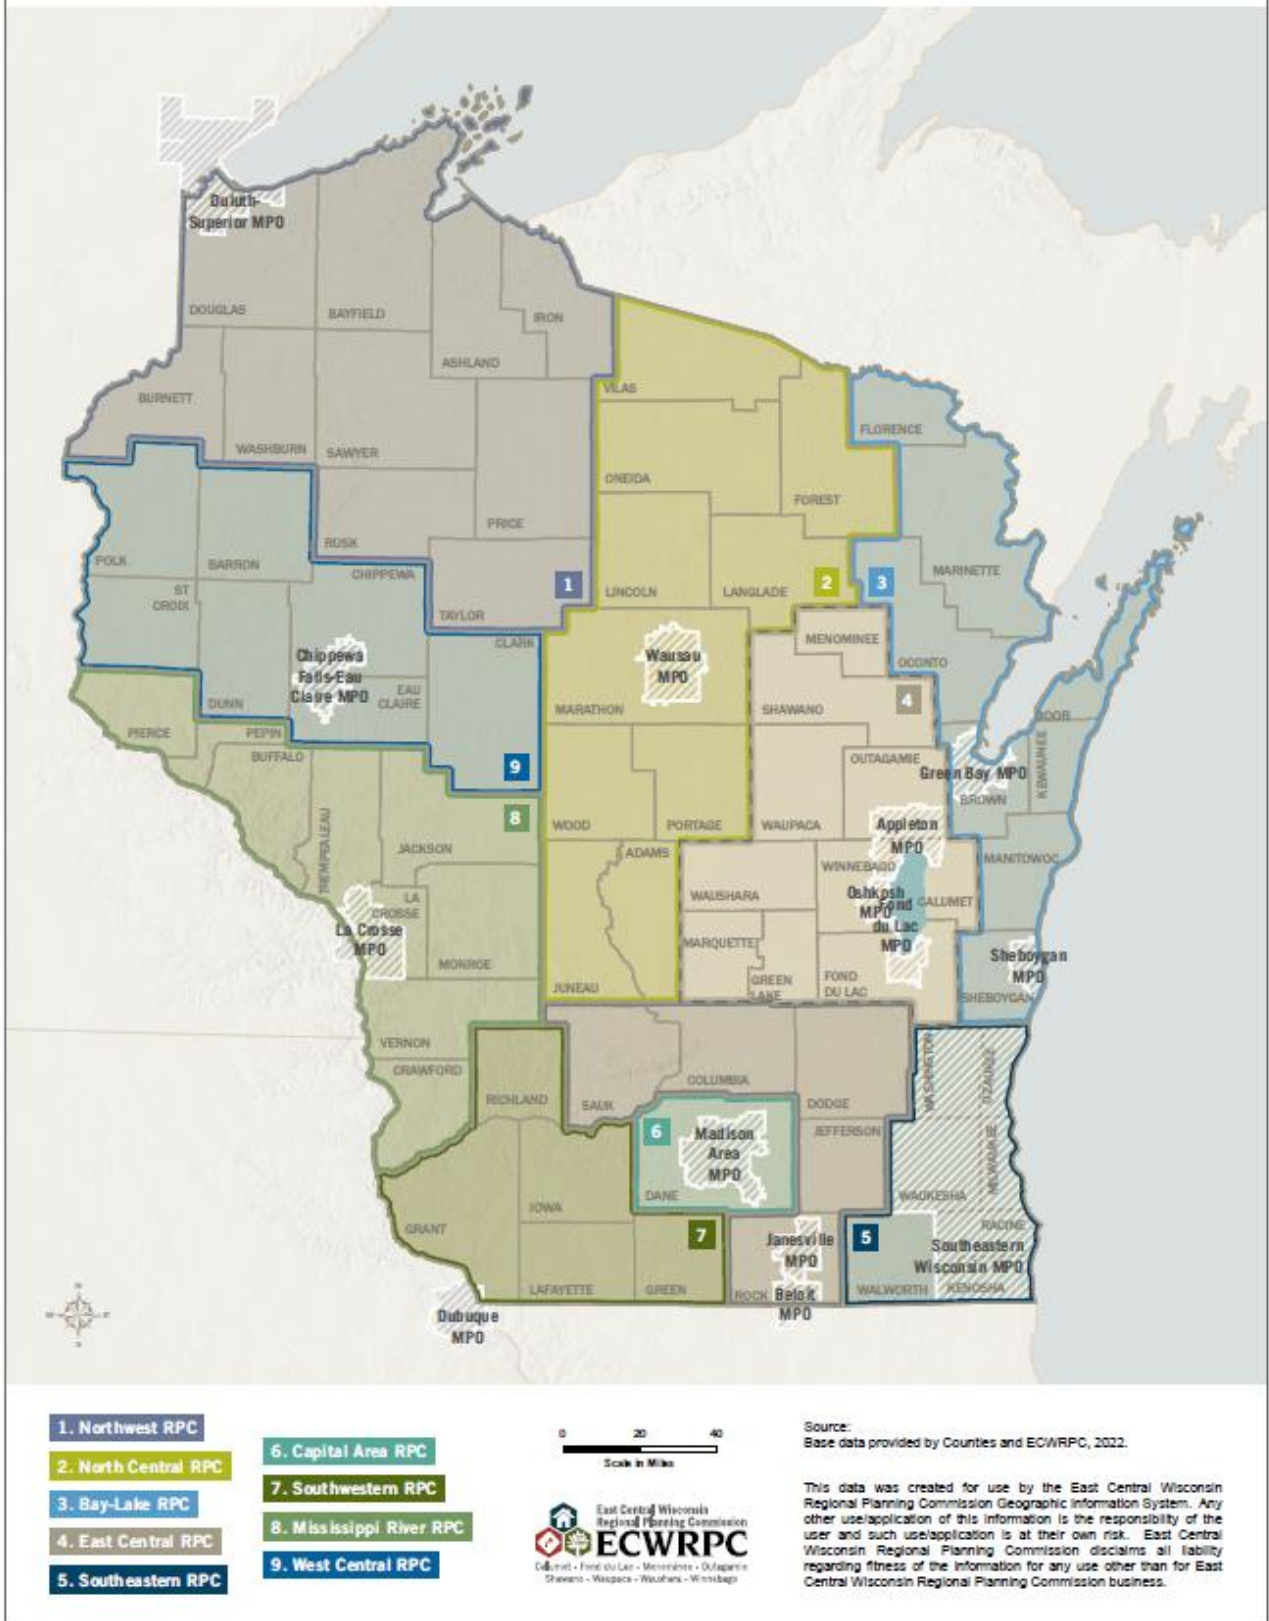 Duluth-
Superior MPO
DOUGLAS
BAYFIELD
IRON
ASHLAND
BURNETT
WASHBURN
SAWYER
VILAS
FLORENCE
ONEIDA
FOREST
PRICE
RUSK
POLK
BARRON
CHIPPEWA
MARINETTE
ST
CROIX
1
LINCOLN
LANGLADE
2
3
TAYLOR
CLARK
MENOMINEE
OCONTO
Chippewa
Falls-Eau
Claire MPO
Wausau
MPO
EAU
CLAIRE
DUNN
MARATHON
SHAWANO
4
DOOR
PIERCE
PEPIN
BUFFALO
OUTAGAMIE
Green Bay MPO
KEWAUNEE
9
BROWN
8
WOOD
PORTAGE
WAUPACA
Appleton
MPO
TREMPEALEAU
JACKSON
ADAMS
WINNEBAGO
MANITOWOC
LA
CROSSE
WAUSHARA
Oshkosh
MPO
CALUMET
Fond
du Lac
MPO
La Crosse
MPO
MARQUETTE
Sheboygan
MPO
MONROE
JUNEAU
GREEN
LAKE
FOND
DU LAC
SHEBOYGAN
VERNON
CRAWFORD
COLUMBIA
WASHINGTON
OZAUKEE
RICHLAND
SAUK
DODGE
6
Madison
Area
MPO
JEFFERSON
MILWAUKEE
DANE
WAUKESHA
IOWA
GRANT
7
Janesville
MPO
5
RACINE
Southeastern
Wisconsin MPO
LAFAYETTE
GREEN
ROCK
Beloit
MPO
WALWORTH
KENOSHA
Dubuque
MPO
1. Northwest RPC
2. North Central RPC
3. Bay-Lake RPC
4. East Central RPC
5. Southeastern RPC
6. Capital Area RPC
7. Southwestern RPC
8. Mississippi River RPC
9. West Central RPC
0 20 40
Scale in Miles
East Central Wisconsin
Regional Planning Commission
ECWRPC
Calumet • Fond du Lac • Menominee • Outagamie
Shawano • Waupaca • Waushara • Winnebago
Source:
Base data provided by Counties and ECWRPC, 2022.
This data was created for use by the East Central Wisconsin
Regional Planning Commission Geographic Information System. Any
other use/application of this information is the responsibility of the
user and such use/application is at their own risk. East Central
Wisconsin Regional Planning Commission disclaims all liability
regarding fitness of the information for any use other than for East
Central Wisconsin Regional Planning Commission business.